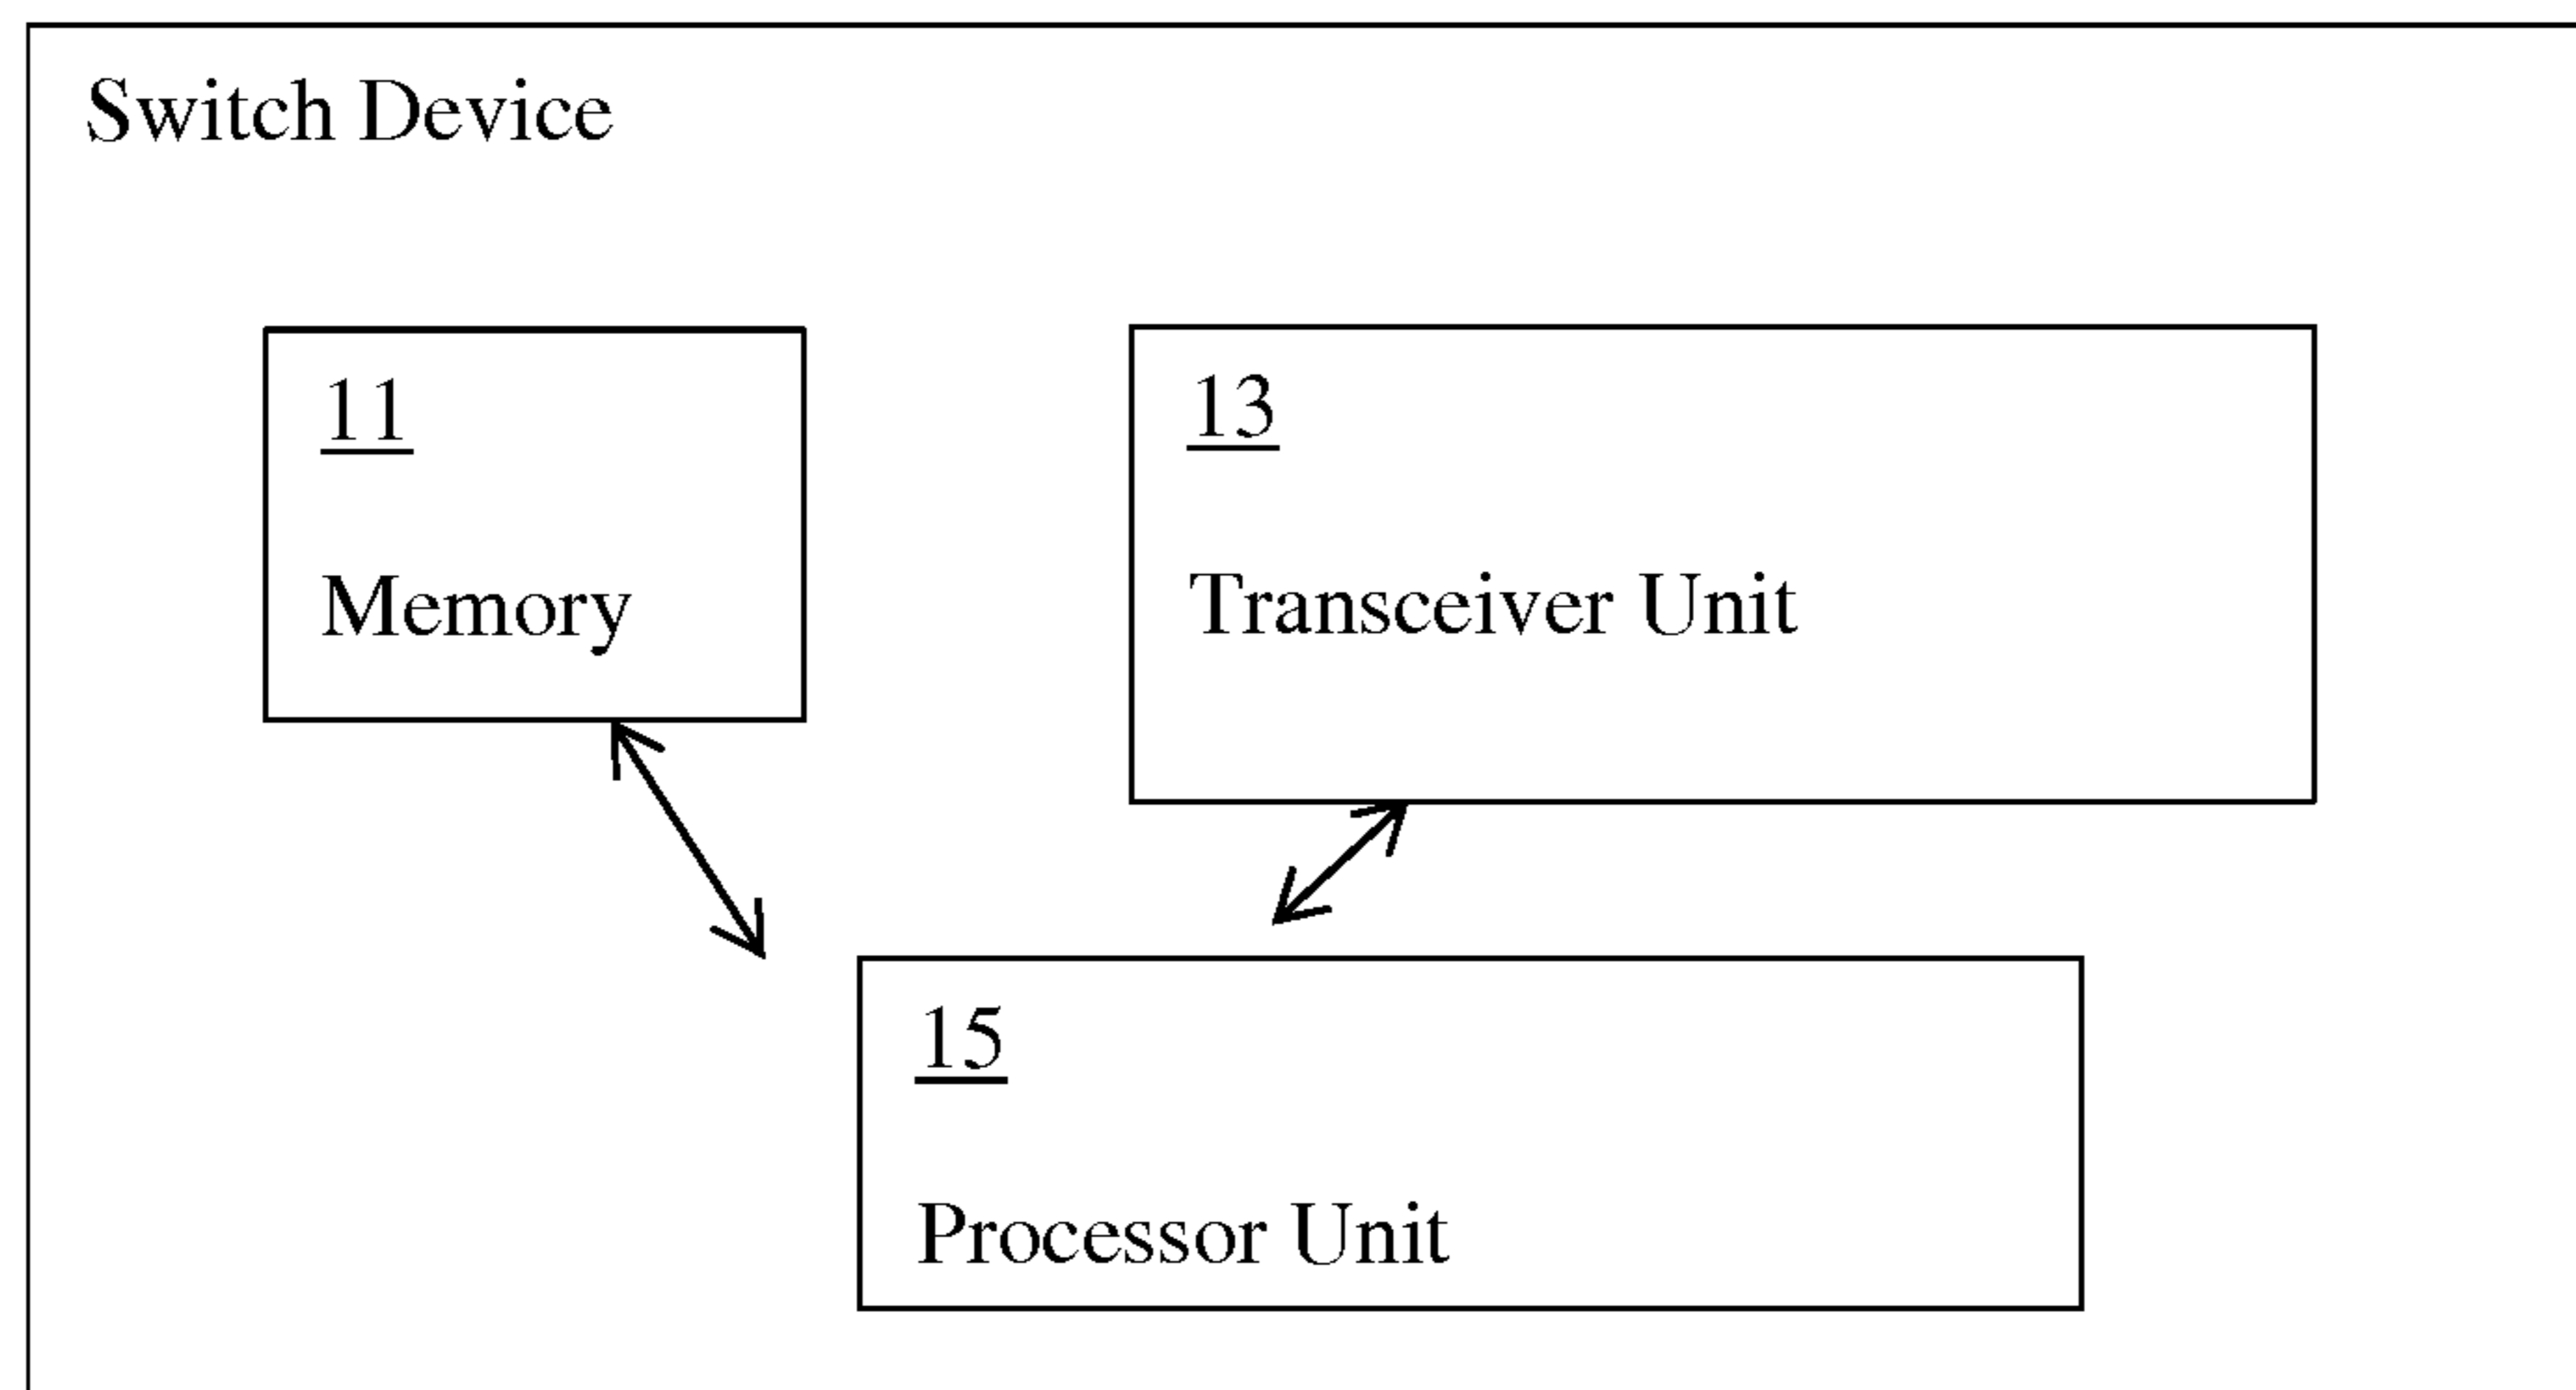 Switch Device
11
Memory
13
Transceiver Unit
15
Processor Unit